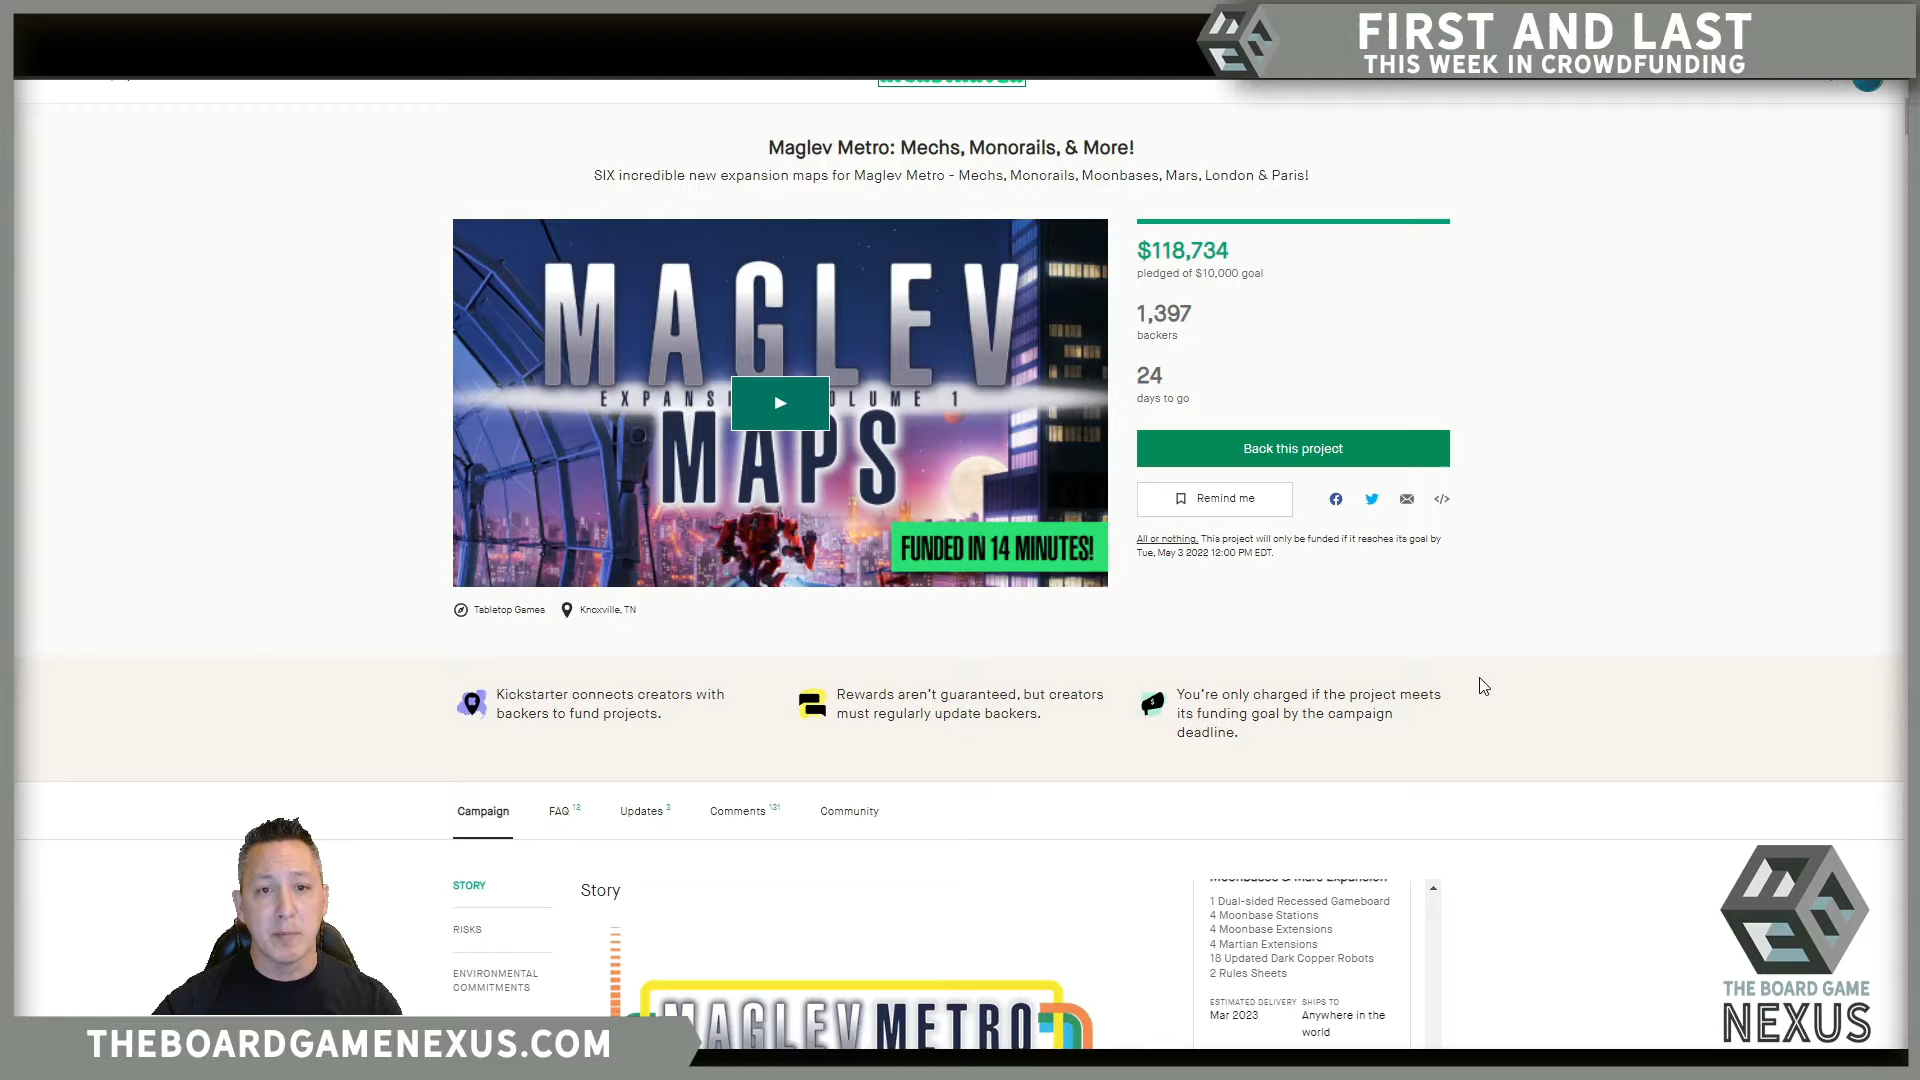 FIRST AND LAST
THIS WEEK IN CROWDFUNDING
Maglev Metro: Mechs, Monorails, & More!
SIX incredible new expansion maps for Maglev Metro - Mechs, Monorails, Moonbases, Mars, London & Paris!
MAGLEV
MAPS
FUNDED IN 14 MINUTES!
$118,734
pledged of $10,000 goal
1,397
backers
24
days to go
Back this project
Remind me
</>
All or nothing. This project will only be funded if it reaches its goal by
Tue, May 3 2022 12:00 PM EDT.
Tabletop Games Knoxville, TN
Kickstarter connects creators with
backers to fund projects.
Rewards aren't guaranteed, but creators
must regularly update backers.
You're only charged if the project meets
its funding goal by the campaign
deadline.
Campaign FAQ 12 Updates 3 Comments 131 Community
STORY
RISKS
ENVIRONMENTAL
COMMITMENTS
Story
MAGLEV METRO
Moonbases & Mars Expansion
1 Dual-sided Recessed Gameboard
4 Moonbase Stations
4 Moonbase Extensions
4 Martian Extensions
18 Updated Dark Copper Robots
2 Rules Sheets
ESTIMATED DELIVERY SHIPS TO
Mar 2023 Anywhere in the
world
THE BOARD GAME
NEXUS
THEBOARDGAMENEXUS.COM